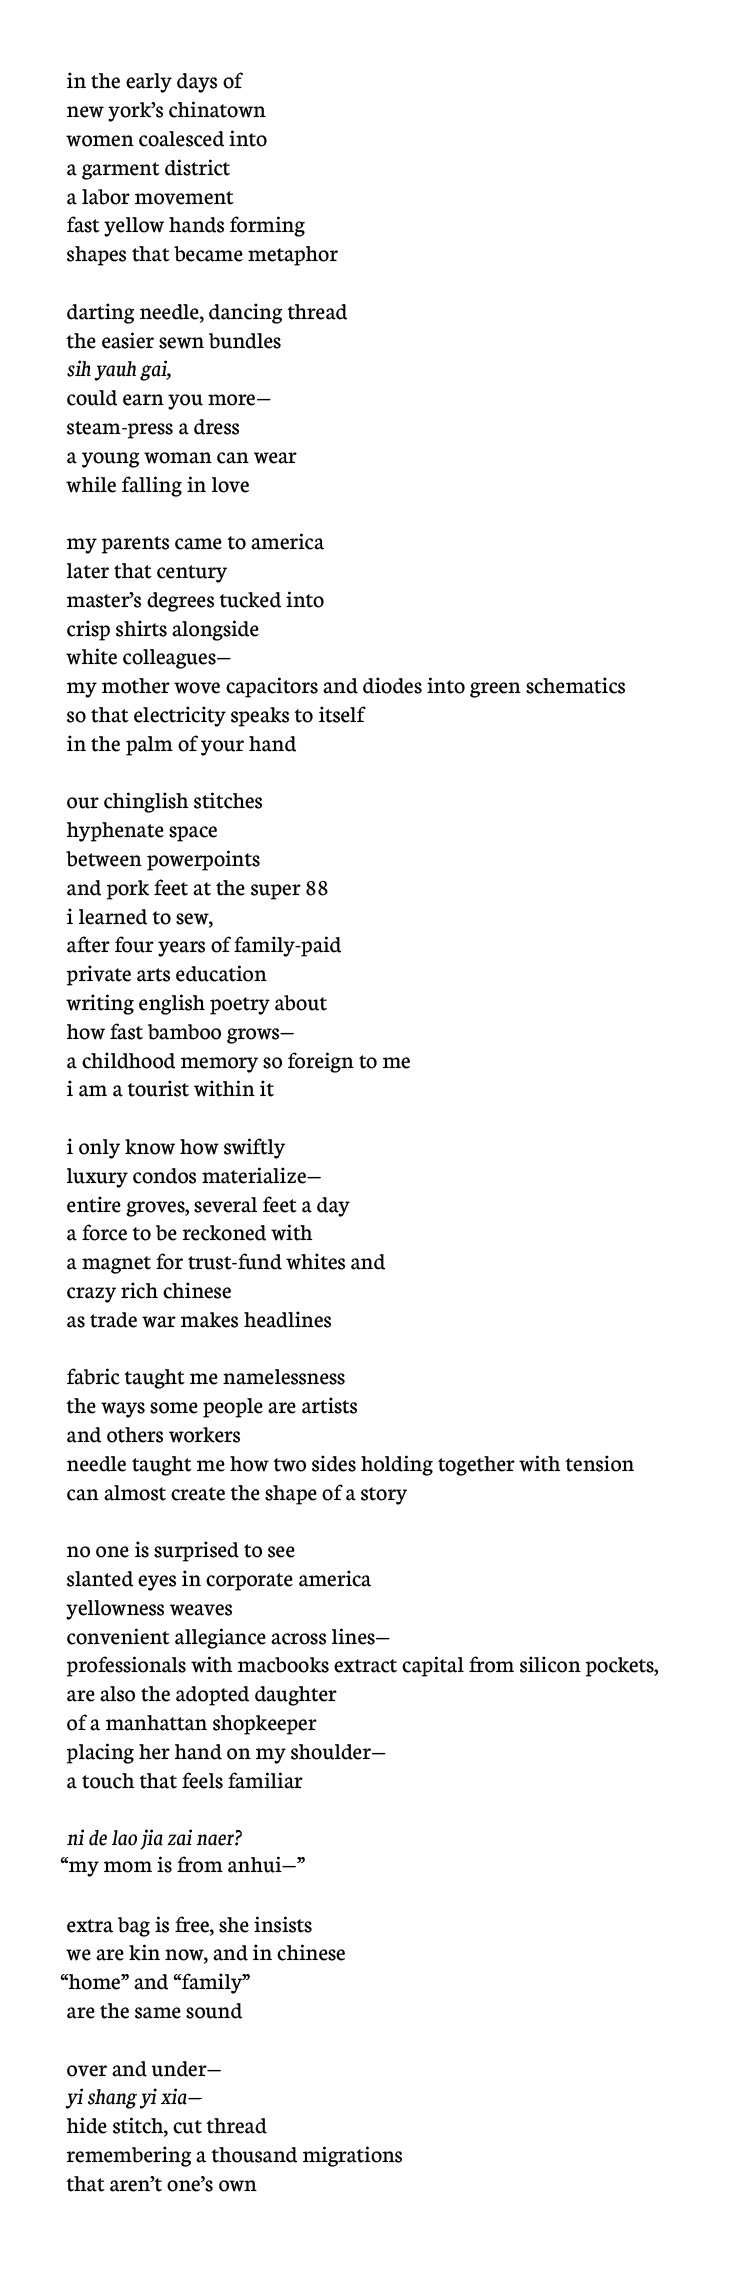 in the early days of
new york’s chinatown
women coalesced into
a garment district
a labor movement
fast yellow hands forming
shapes that became metaphor
darting needle, dancing thread
the easier sewn bundles
sih yauh gai,
could earn you more—
steam-press a dress
a young woman can wear
while falling in love
my parents came to america
later that century
master’s degrees tucked into
crisp shirts alongside
white colleagues—
my mother wove capacitors and diodes into green schematics
so that electricity speaks to itself
in the palm of your hand
our chinglish stitches
hyphenate space
between powerpoints
and pork feet at the super 88
i learned to sew,
after four years of family-paid
private arts education
writing english poetry about
how fast bamboo grows—
a childhood memory so foreign to me
i am a tourist within it
i only know how swiftly
luxury condos materialize—
entire groves, several feet a day
a force to be reckoned with
a magnet for trust-fund whites and
crazy rich chinese
as trade war makes headlines
fabric taught me namelessness
the ways some people are artists
and others workers
needle taught me how two sides holding together with tension
can almost create the shape of a story
no one is surprised to see
slanted eyes in corporate america
yellowness weaves
convenient allegiance across lines—
professionals with macbooks extract capital from silicon pockets,
are also the adopted daughter
of a manhattan shopkeeper
placing her hand on my shoulder—
a touch that feels familiar
ni de lao jia zai naer?
“my mom is from anhui—”
extra bag is free, she insists
we are kin now, and in chinese
“home” and “family”
are the same sound
over and under—
yi shang yi xia—
hide stitch, cut thread
remembering a thousand migrations
that aren’t one’s own